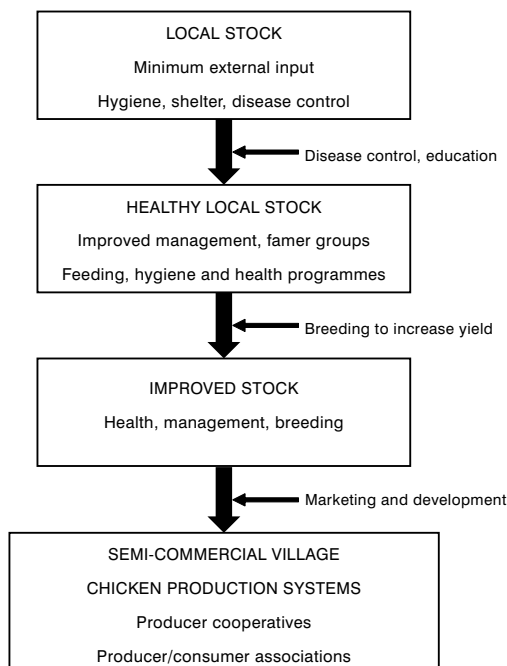 LOCAL STOCK
Minimum external input
Hygiene, shelter, disease control
Disease control, education
HEALTHY LOCAL STOCK
Improved management, famer groups
Feeding, hygiene and health programmes
Breeding to increase yield
IMPROVED STOCK
Health, management, breeding
Marketing and development
SEMI-COMMERCIAL VILLAGE
CHICKEN PRODUCTION SYSTEMS
Producer cooperatives
Producer/consumer associations